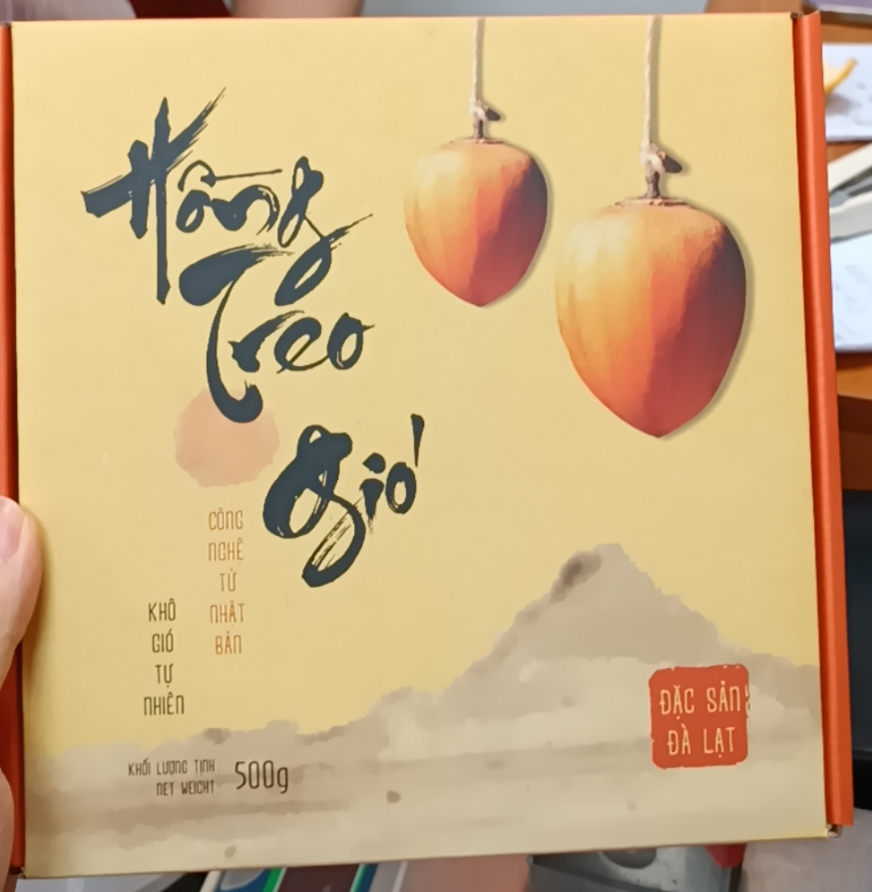 Hồng
Treo
Gió
CÔNG
NGHỆ
TỪ
NHẬT
BẢN
KHÔ
GIÓ
TỰ
NHIÊN
KHỐI LƯỢNG TỊNH
NET WEIGHT
500g
ĐẶC SẢN
ĐÀ LẠT